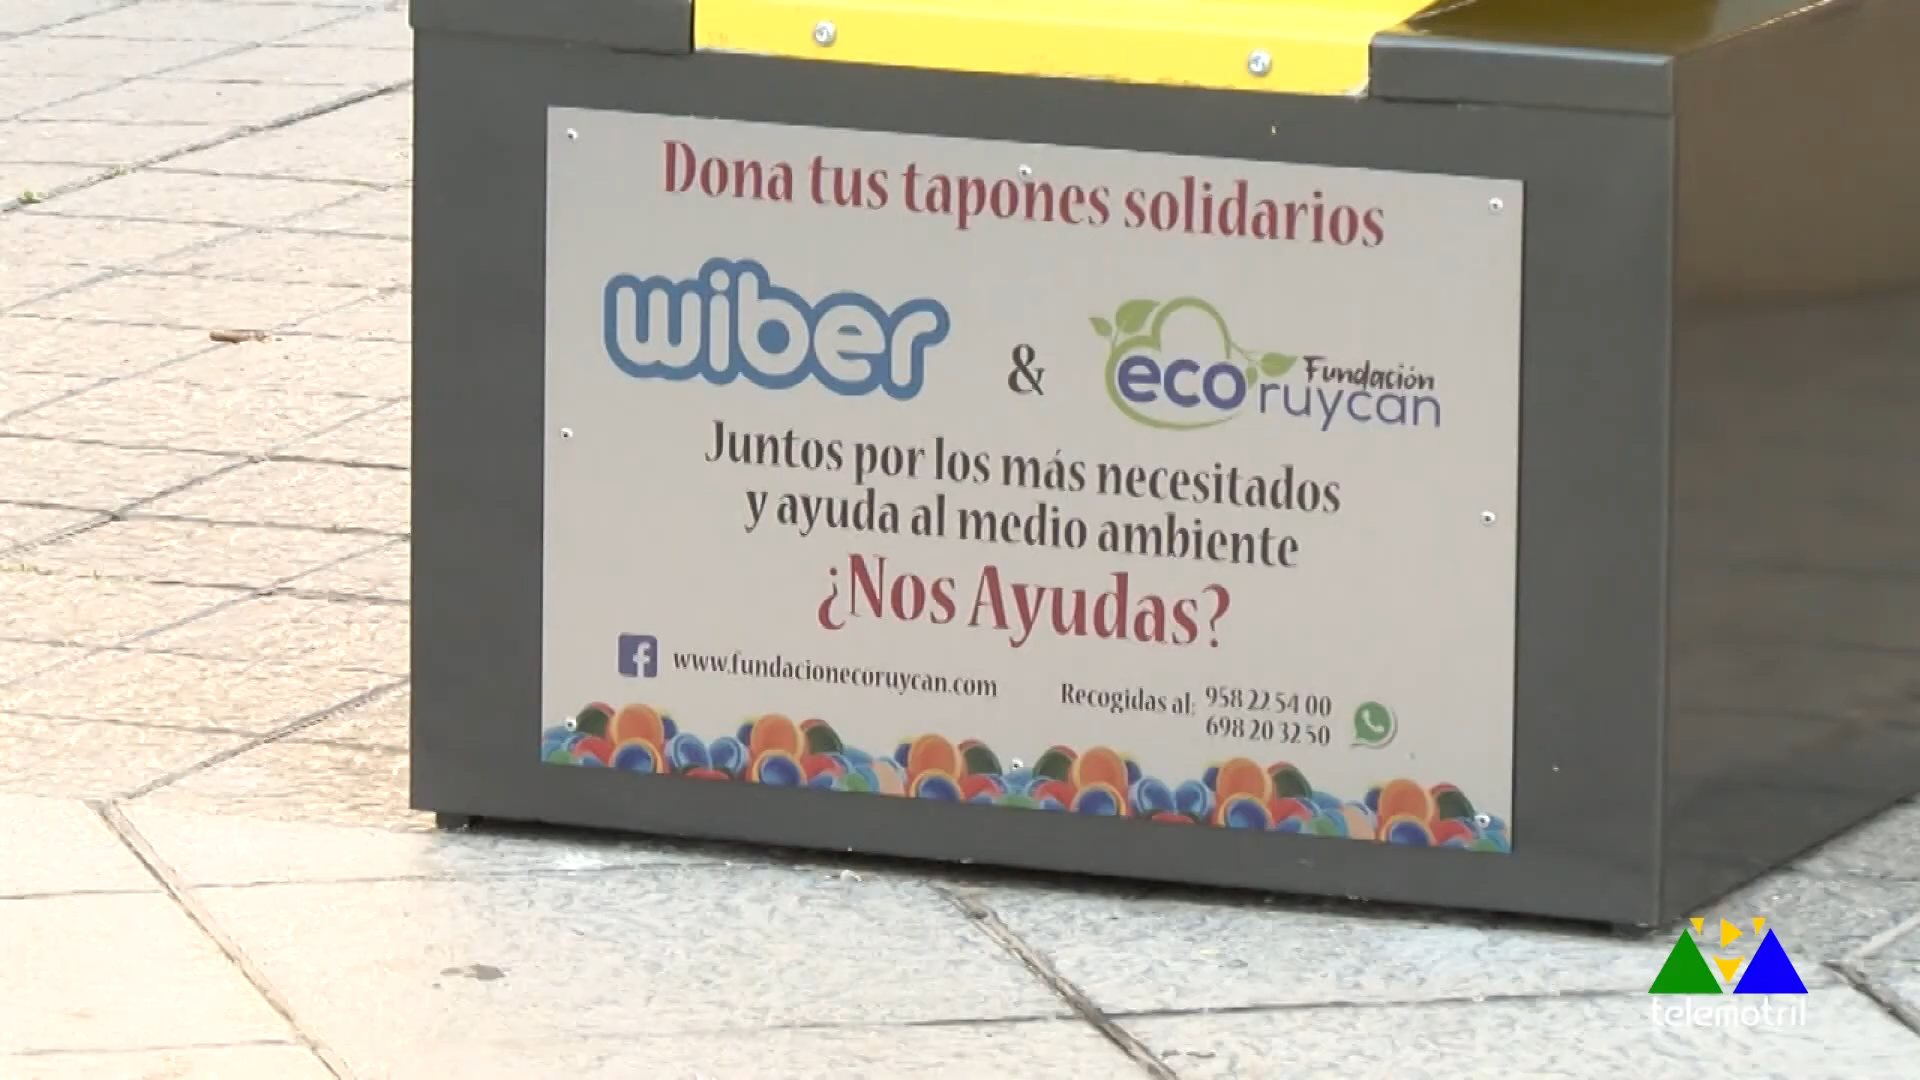 Dona tus tapones solidarios
wiber & eco ruycan Fundación
Juntos por los más necesitados
y ayuda al medio ambiente
¿Nos Ayudas?
f www.fundacionecoruycan.com
Recogidas al: 958 22 54 00
698 20 32 50
telemotril